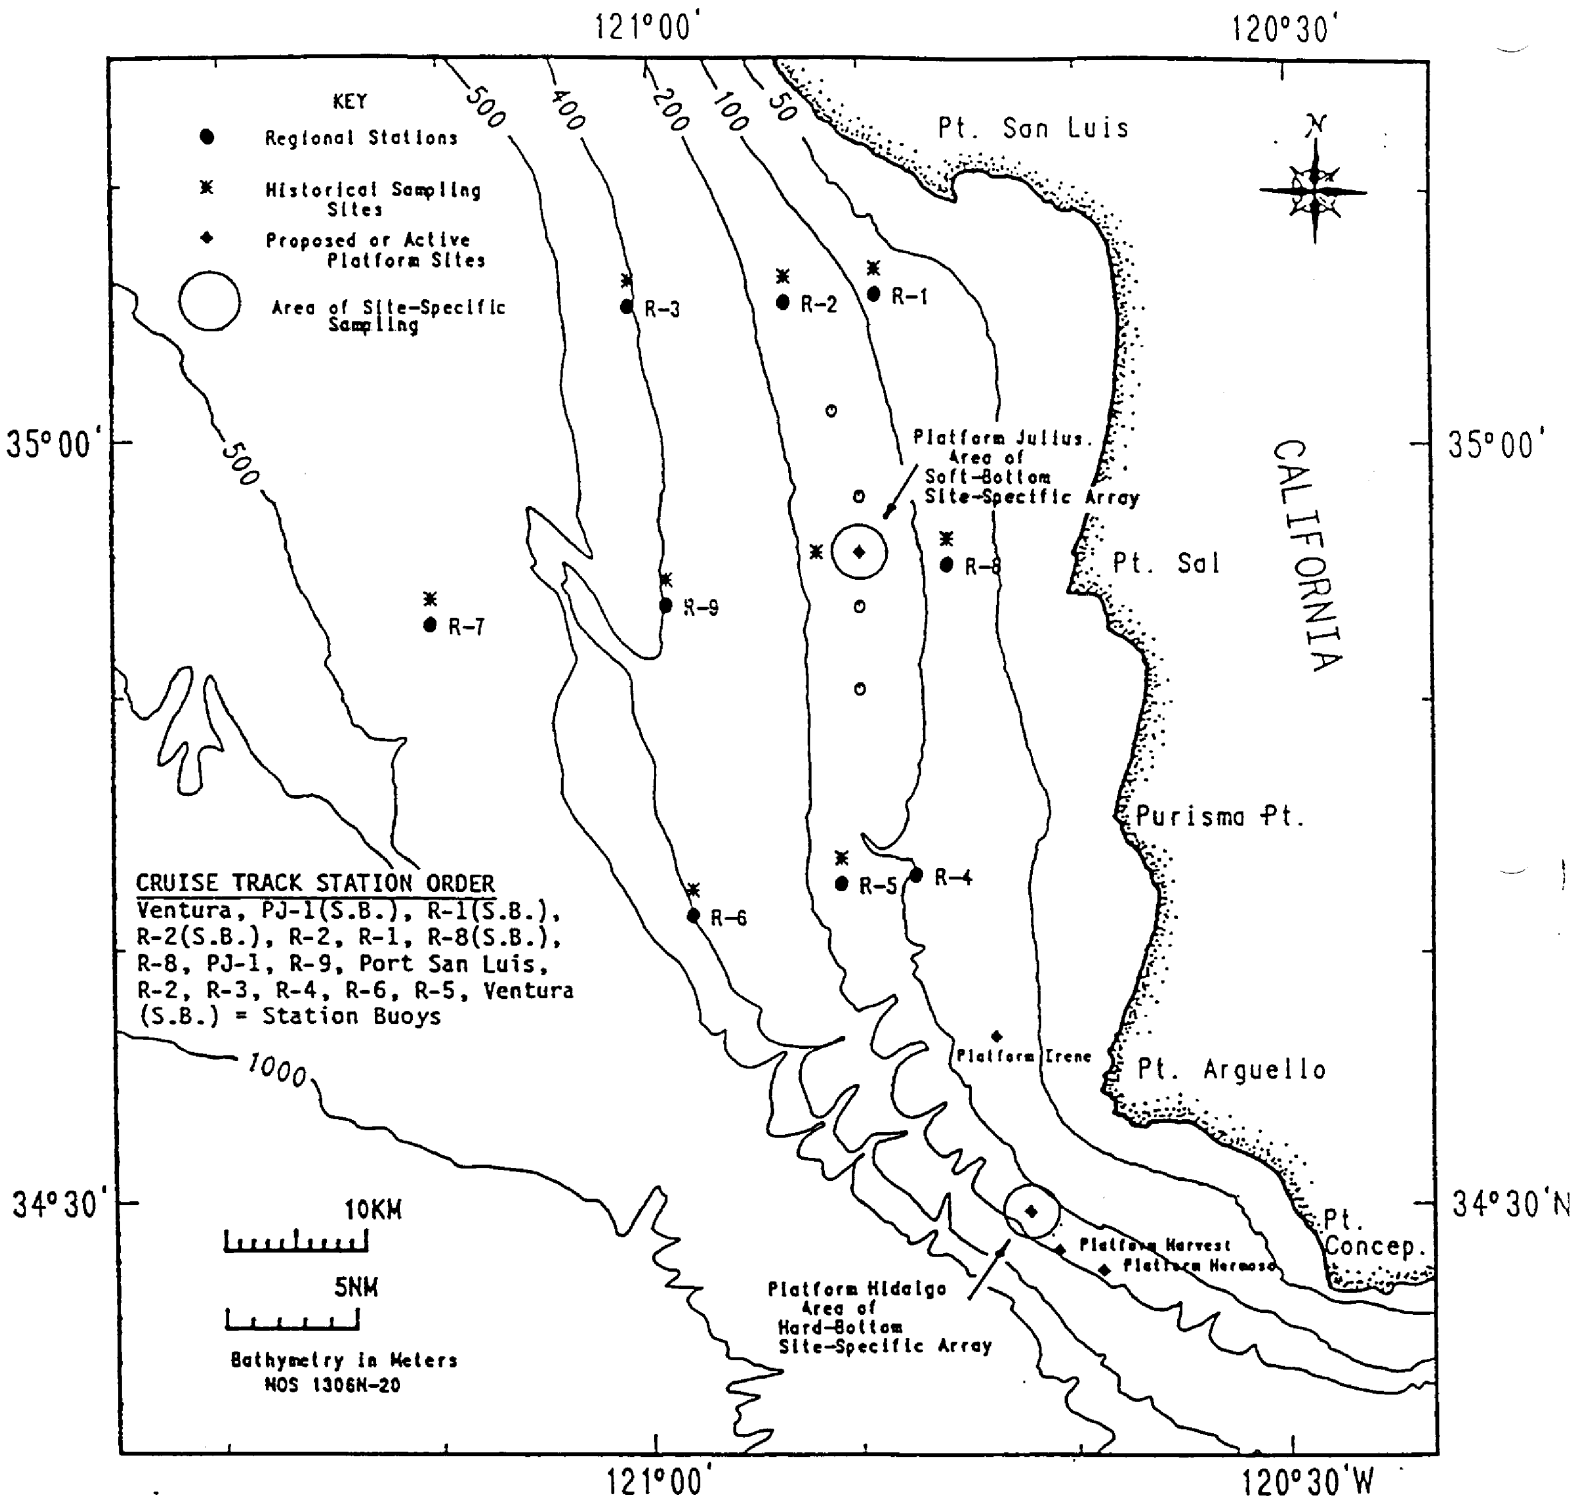 121°00'
120°30'
KEY
Regional Stations
Historical Sampling
Sites
Proposed or Active
Platform Sites
Area of Site-Specific
Sampling
500
400
200
100
50
Pt. San Luis
N
R-3
R-2
R-1
35°00'
35°00'
500
Platform Julius.
Area of
Soft-Bottom
Site-Specific Array
CALIFORNIA
R-8
Pt. Sal
R-7
R-9
Purisma Pt.
R-5
R-4
R-6
CRUISE TRACK STATION ORDER
Ventura, PJ-1(S.B.), R-1(S.B.),
R-2(S.B.), R-2, R-1, R-8(S.B.),
R-8, PJ-1, R-9, Port San Luis,
R-2, R-3, R-4, R-6, R-5, Ventura
(S.B.) = Station Buoys
1000
Platform Irene
Pt. Arguello
34°30'
34°30'N
10KM
Pt.
Concep.
Platform Harvest
Platform Hermosa
5NM
Platform Hidalgo
Area of
Hard-Bottom
Site-Specific Array
Bathymetry in Meters
NOS 1306N-20
121°00'
120°30'W